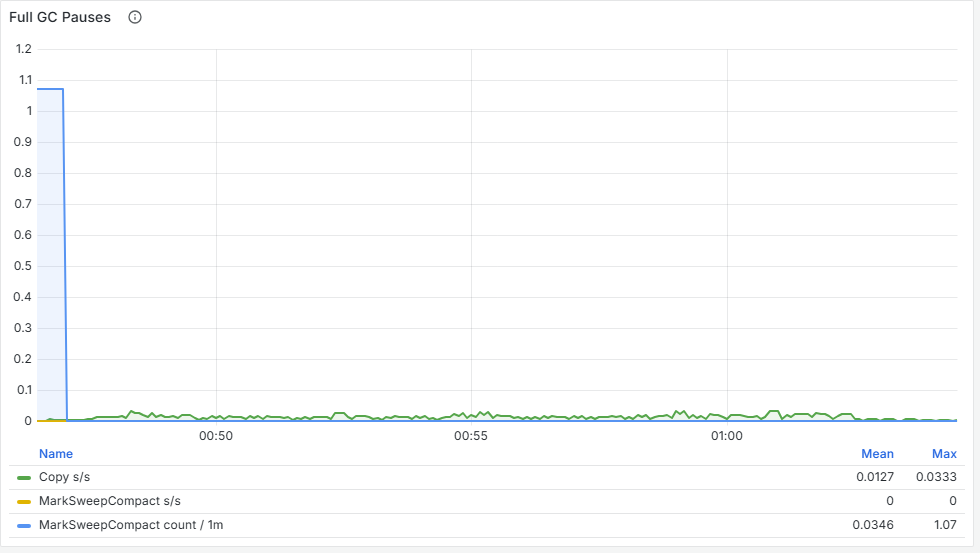 Full GC Pauses
1.2
1.1
1
0.9
0.8
0.7
0.6
0.5
0.4
0.3
0.2
0.1
0
00:50 00:55 01:00
Name Mean Max
Copy s/s 0.0127 0.0333
MarkSweepCompact s/s 0 0
MarkSweepCompact count / 1m 0.0346 1.07